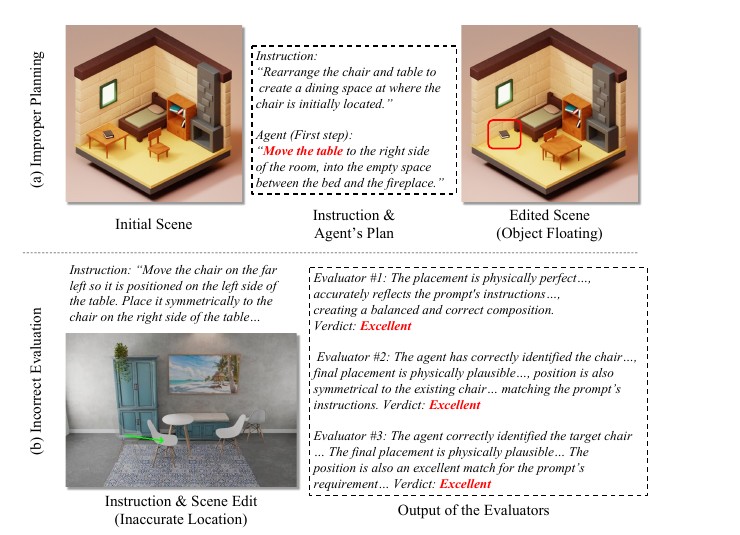 (a) Improper Planning
Instruction:
“Rearrange the chair and table to
create a dining space at where the
chair is initially located.”
Agent (First step):
“Move the table to the right side
of the room, into the empty space
between the bed and the fireplace.”
Initial Scene
Instruction &
Agent’s Plan
Edited Scene
(Object Floating)
(b) Incorrect Evaluation
Instruction: “Move the chair on the far
left so it is positioned on the left side of
the table. Place it symmetrically to the
chair on the right side of the table…
Instruction & Scene Edit
(Inaccurate Location)
Evaluator #1: The placement is physically perfect…,
accurately reflects the prompt's instructions…,
creating a balanced and correct composition.
Verdict: Excellent
Evaluator #2: The agent has correctly identified the chair…,
final placement is physically plausible…, position is also
symmetrical to the existing chair… matching the prompt’s
instructions. Verdict: Excellent
Evaluator #3: The agent correctly identified the target chair
… The final placement is physically plausible… The
position is also an excellent match for the prompt’s
requirement… Verdict: Excellent
Output of the Evaluators